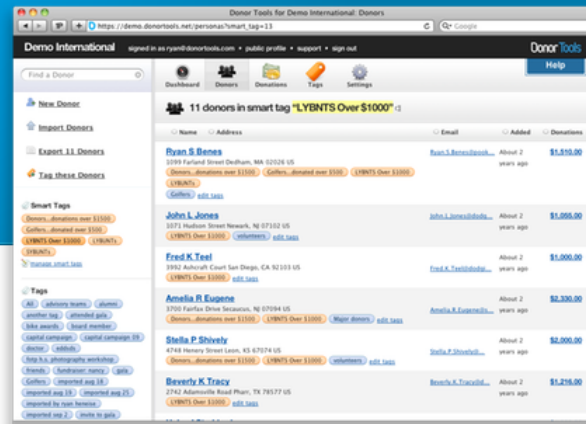 Donor Tools for Demo International: Donors
https://demo.donortools.net/personas?smart_tag=13
Google
Demo International signed in as ryan@donortools.com • public profile • support • sign out Donor Tools
Help
Find a Donor
Dashboard Donors Donations Tags Settings
New Donor
Import Donors
Export 11 Donors
Tag these Donors
11 donors in smart tag "LYBNTS Over $1000"
Name Address Email Added Donations
Ryan S Benes
1099 Farland Street Dedham, MA 02026 US
Donors...donations over $1500 Golfers...donated over $500 LYBNTS Over $1000
LYBUNTs
Golfers edit tags
About 2 years ago
$1,510.00
John L Jones
1071 Hudson Street Newark, NJ 07102 US
LYBNTS Over $1000 volunteers edit tags
About 2 years ago
$1,055.00
Fred K Teel
3992 Ashcraft Court San Diego, CA 92103 US
LYBNTS Over $1000 edit tags
About 2 years ago
$1,000.00
Amelia R Eugene
3700 Fairfax Drive Secaucus, NJ 07094 US
Donors...donations over $1500 LYBNTS Over $1000 Major donors edit tags
About 2 years ago
$2,330.00
Stella P Shively
4748 Henery Street Leon, KS 67074 US
Donors...donations over $1500 LYBNTS Over $1000 volunteers edit tags
About 2 years ago
$2,000.00
Beverly K Tracy
2742 Adamsville Road Pharr, TX 78577 US
LYBNTS Over $1000 edit tags
About 2 years ago
$1,216.00
Smart Tags
Donors...donations over $1500
Golfers...donated over $500
LYBNTS Over $1000 LYBUNTs
SYBUNTs
manage smart tags
Tags
All advisory teams alumni
another tag attended gala
bike awards board member
capital campaign capital campaign 09
doctor oddsds
fotp h.s. photography workshop
friends fundraiser: nancy gala
Golfers imported aug 18
imported aug 19 imported aug 25
imported by ryan heneise
imported sep 2 invite to gala